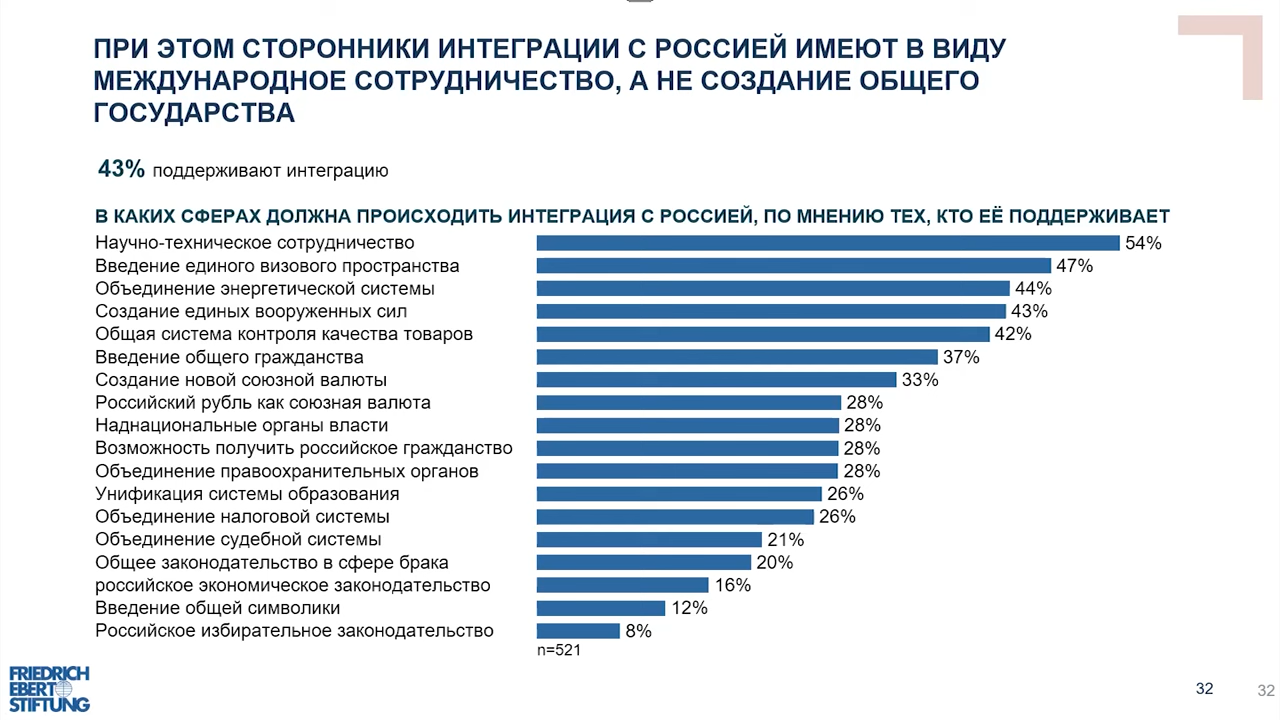 ПРИ ЭТОМ СТОРОННИКИ ИНТЕГРАЦИИ С РОССИЕЙ ИМЕЮТ В ВИДУ
МЕЖДУНАРОДНОЕ СОТРУДНИЧЕСТВО, А НЕ СОЗДАНИЕ ОБЩЕГО
ГОСУДАРСТВА
43% поддерживают интеграцию
В КАКИХ СФЕРАХ ДОЛЖНА ПРОИСХОДИТЬ ИНТЕГРАЦИЯ С РОССИЕЙ, ПО МНЕНИЮ ТЕХ, КТО ЕЁ ПОДДЕРЖИВАЕТ
Научно-техническое сотрудничество 54%
Введение единого визового пространства 47%
Объединение энергетической системы 44%
Создание единых вооруженных сил 43%
Общая система контроля качества товаров 42%
Введение общего гражданства 37%
Создание новой союзной валюты 33%
Российский рубль как союзная валюта 28%
Наднациональные органы власти 28%
Возможность получить российское гражданство 28%
Объединение правоохранительных органов 28%
Унификация системы образования 26%
Объединение налоговой системы 26%
Объединение судебной системы 21%
Общее законодательство в сфере брака 20%
российское экономическое законодательство 16%
Введение общей символики 12%
Российское избирательное законодательство 8%
n=521
FRIEDRICH
EBERT
STIFTUNG
32 32